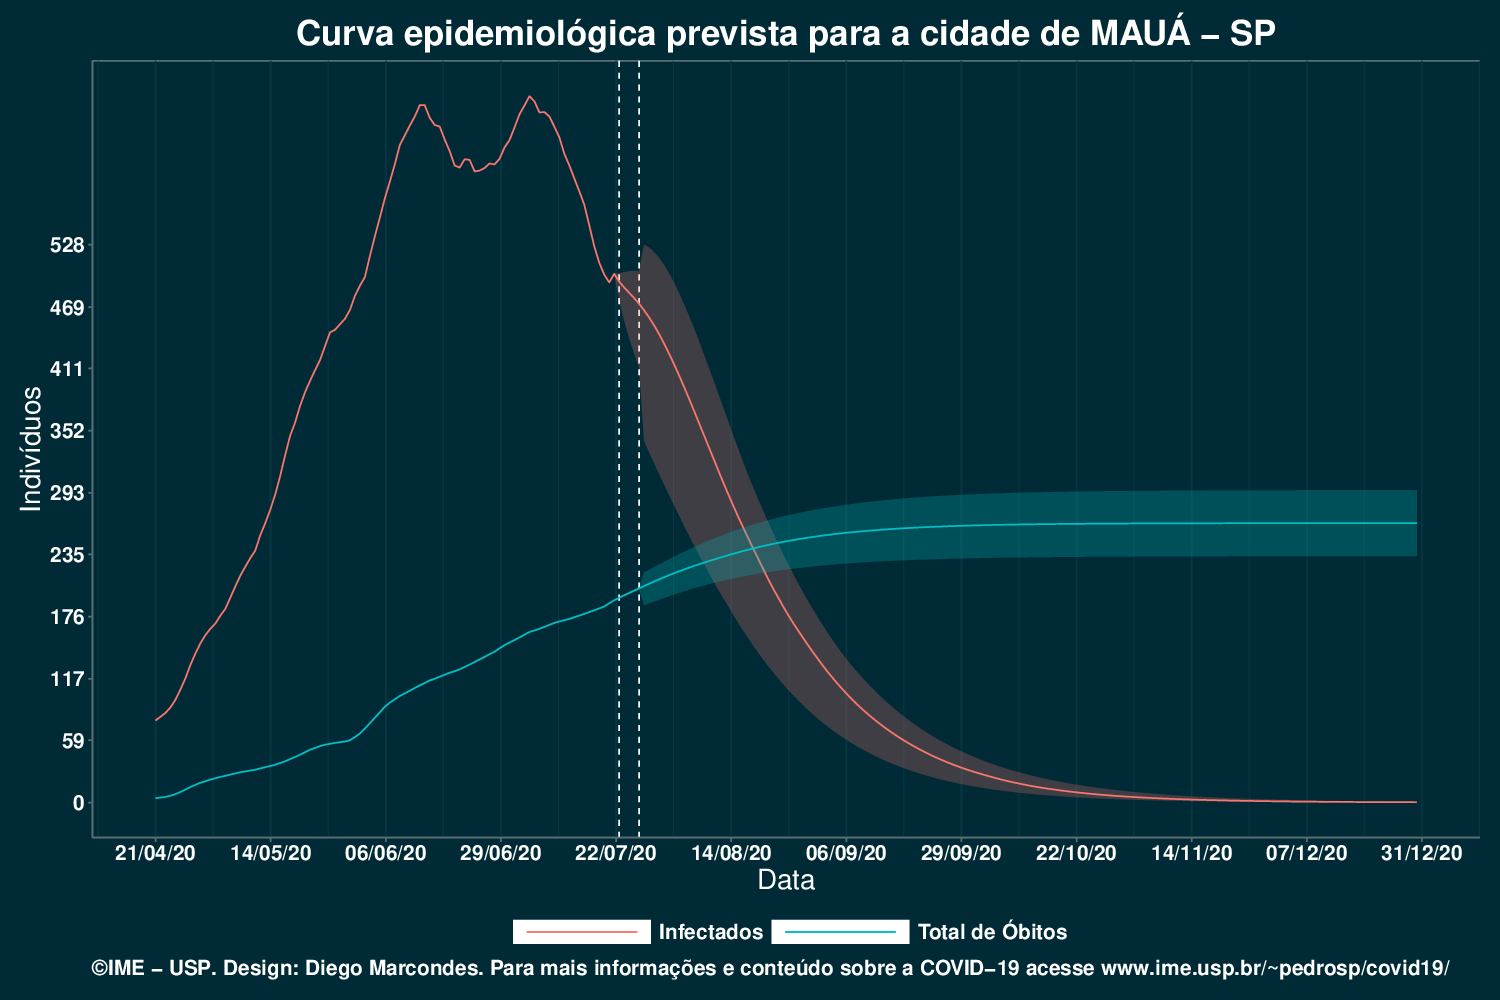 Curva epidemiológica prevista para a cidade de MAUÁ – SP
Indivíduos
528
469
411
352
293
235
176
117
59
0
21/04/20 14/05/20 06/06/20 29/06/20 22/07/20 14/08/20 06/09/20 29/09/20 22/10/20 14/11/20 07/12/20 31/12/20
Data
Infectados Total de Óbitos
©IME – USP. Design: Diego Marcondes. Para mais informações e conteúdo sobre a COVID–19 acesse www.ime.usp.br/~pedrosp/covid19/